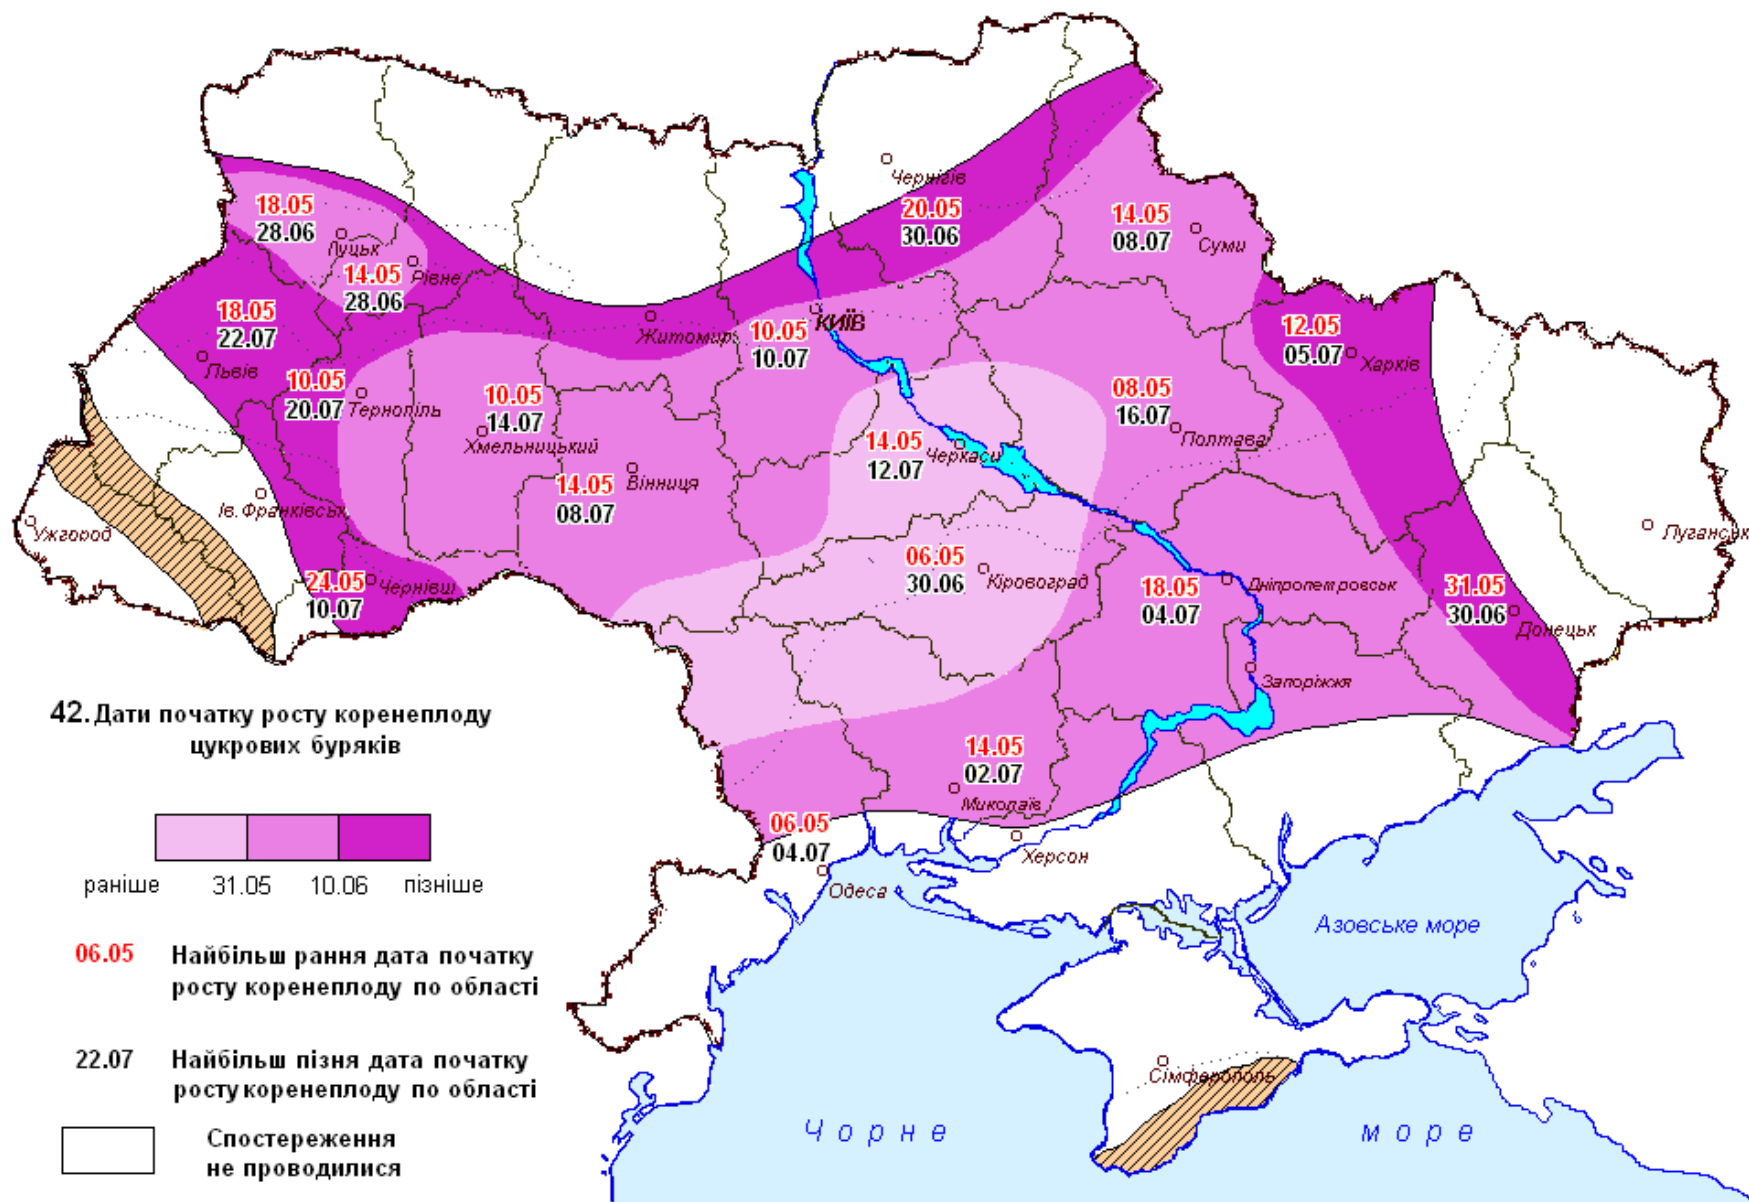 Чернігів
18.05
28.06
Луцьк
20.05
30.06
14.05
08.07
Суми
14.05
28.06
Рівне
18.05
22.07
Львів
Житомир
10.05
10.07
КИЇВ
12.05
05.07
Харків
10.05
20.07
Тернопіль
10.05
14.07
Хмельницький
08.05
16.07
Полтава
14.05
12.07
Черкаси
14.05
08.07
Вінниця
Ів. Франківськ
Ужгород
Луганськ
24.05
10.07
Чернівці
06.05
30.06
Кіровоград
18.05
04.07
Дніпропетровськ
31.05
30.06
Донецьк
Запоріжжя
42. Дати початку росту коренеплоду
цукрових буряків
14.05
02.07
Миколаїв
06.05
04.07
Одеса
Херсон
раніше 31.05 10.06 пізніше
Азовське море
06.05 Найбільш рання дата початку
росту коренеплоду по області
22.07 Найбільш пізня дата початку
росту коренеплоду по області
Сімферополь
Спостереження
не проводилися
Чорне море